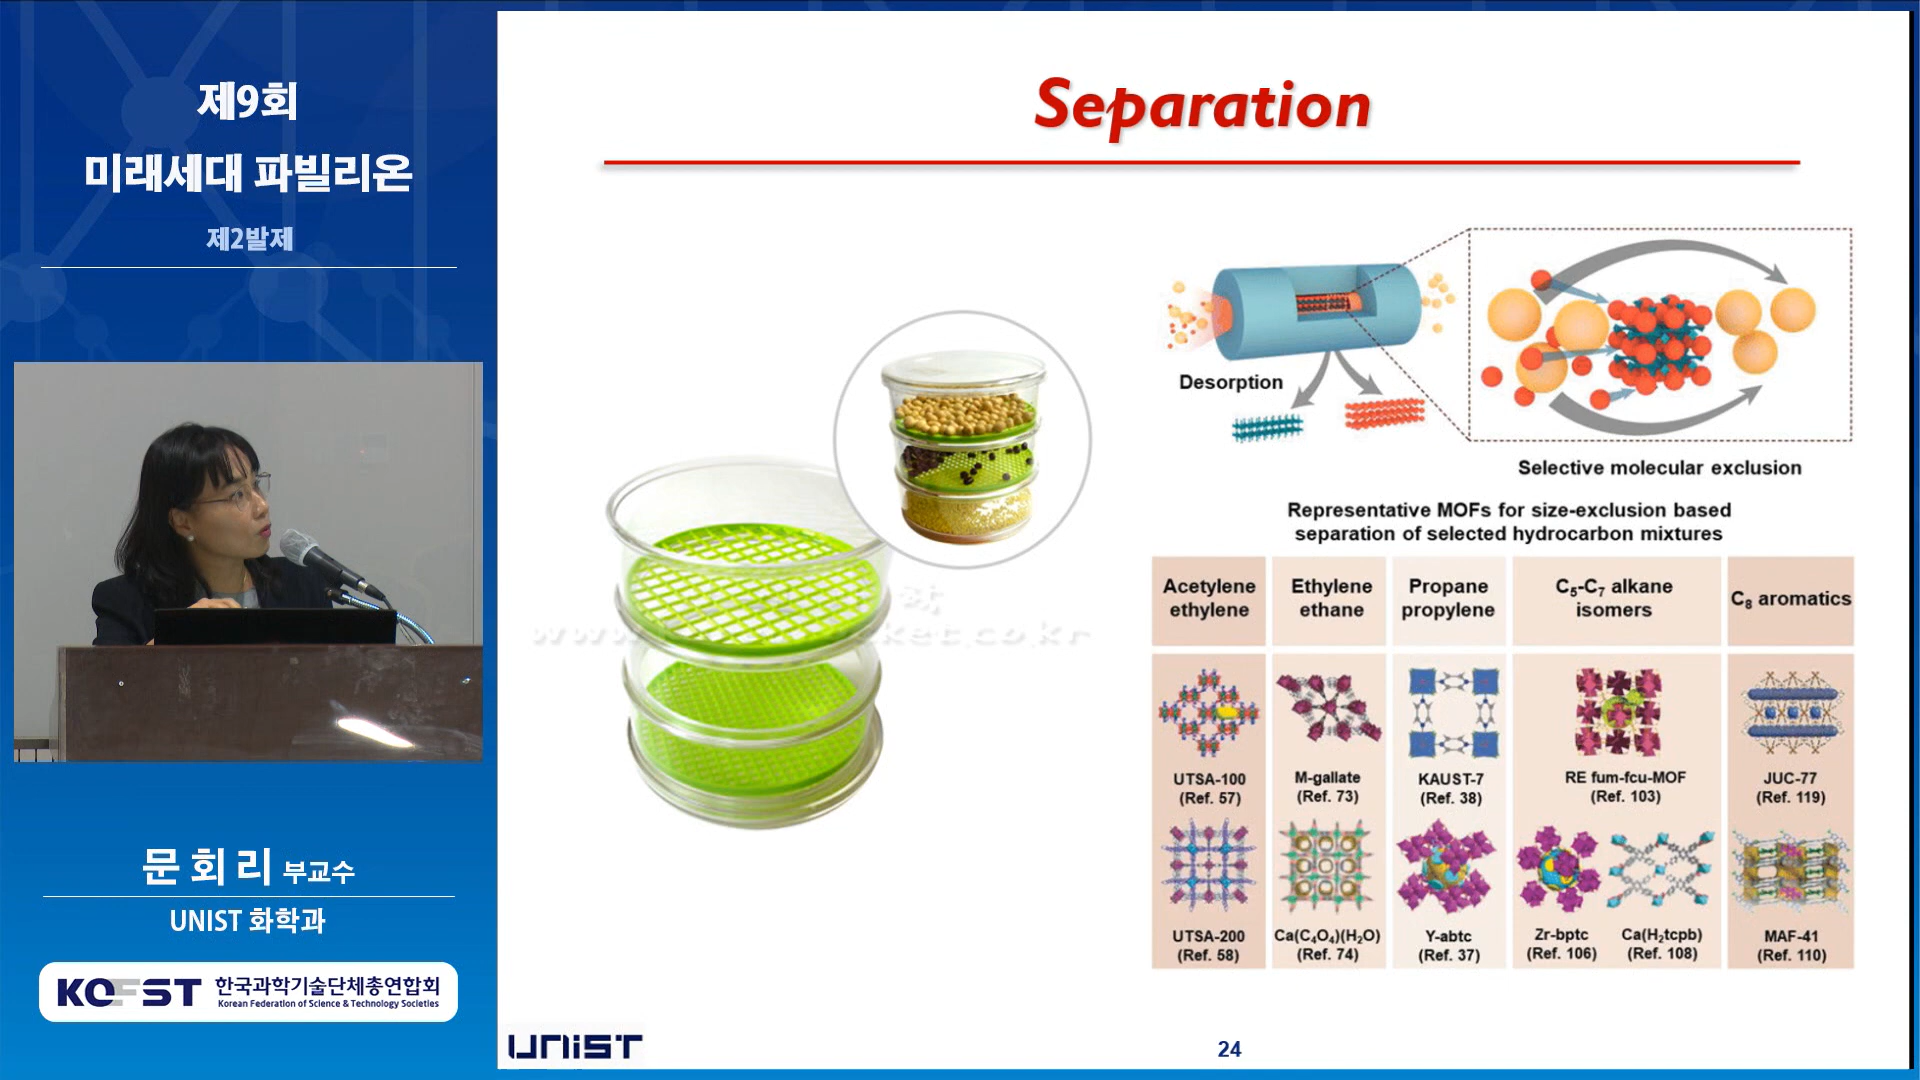 제9회
미래세대 파빌리온
제2발제
문 회 리 부교수
UNIST 화학과
KOFST 한국과학기술단체총연합회
Korean Federation of Science & Technology Societies
Separation
Desorption
Selective molecular exclusion
Representative MOFs for size-exclusion based
separation of selected hydrocarbon mixtures
Acetylene
ethylene
Ethylene
ethane
Propane
propylene
C₅-C₇ alkane
isomers
C₈ aromatics
UTSA-100
(Ref. 57)
M-gallate
(Ref. 73)
KAUST-7
(Ref. 38)
RE fum-fcu-MOF
(Ref. 103)
JUC-77
(Ref. 119)
UTSA-200
(Ref. 58)
Ca(C₄O₄)(H₂O)
(Ref. 74)
Y-abtc
(Ref. 37)
Zr-bptc
(Ref. 106)
Ca(H₂tcpb)
(Ref. 108)
MAF-41
(Ref. 110)
UNIST
24